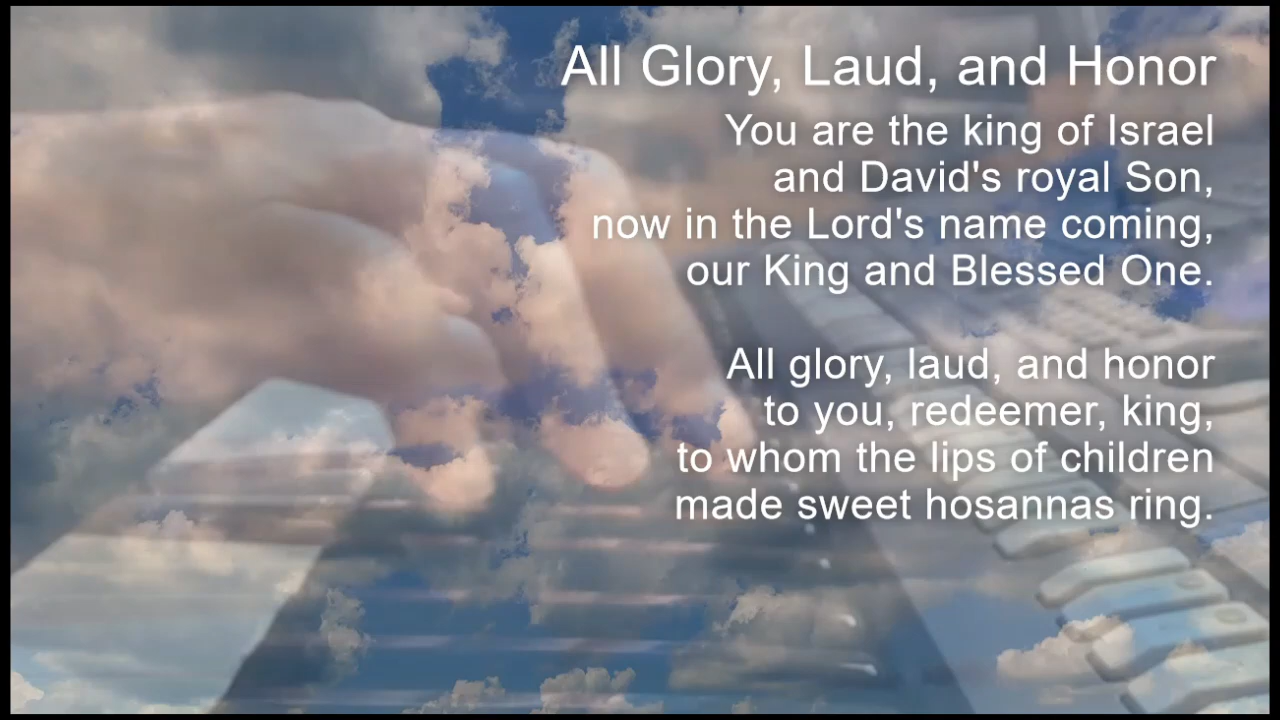 All Glory, Laud, and Honor
You are the king of Israel
and David's royal Son,
now in the Lord's name coming,
our King and Blessed One.
All glory, laud, and honor
to you, redeemer, king,
to whom the lips of children
made sweet hosannas ring.